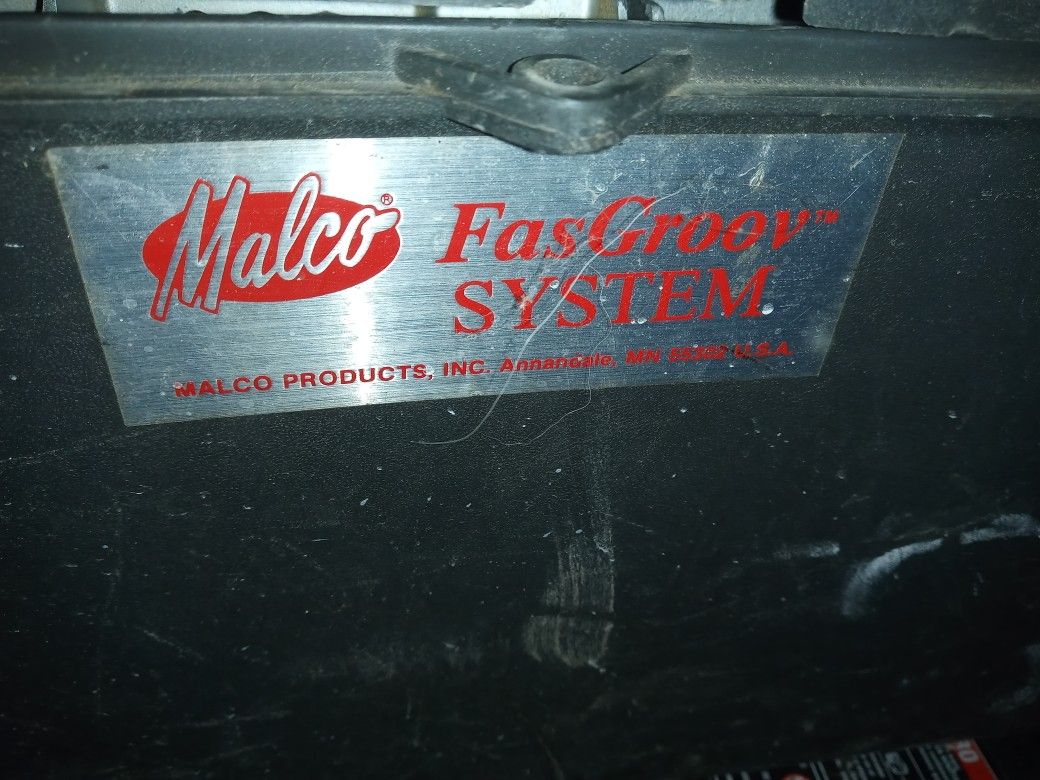 Malco®
FasGroov™
SYSTEM
MALCO PRODUCTS, INC. Annandale, MN 55302 U.S.A.